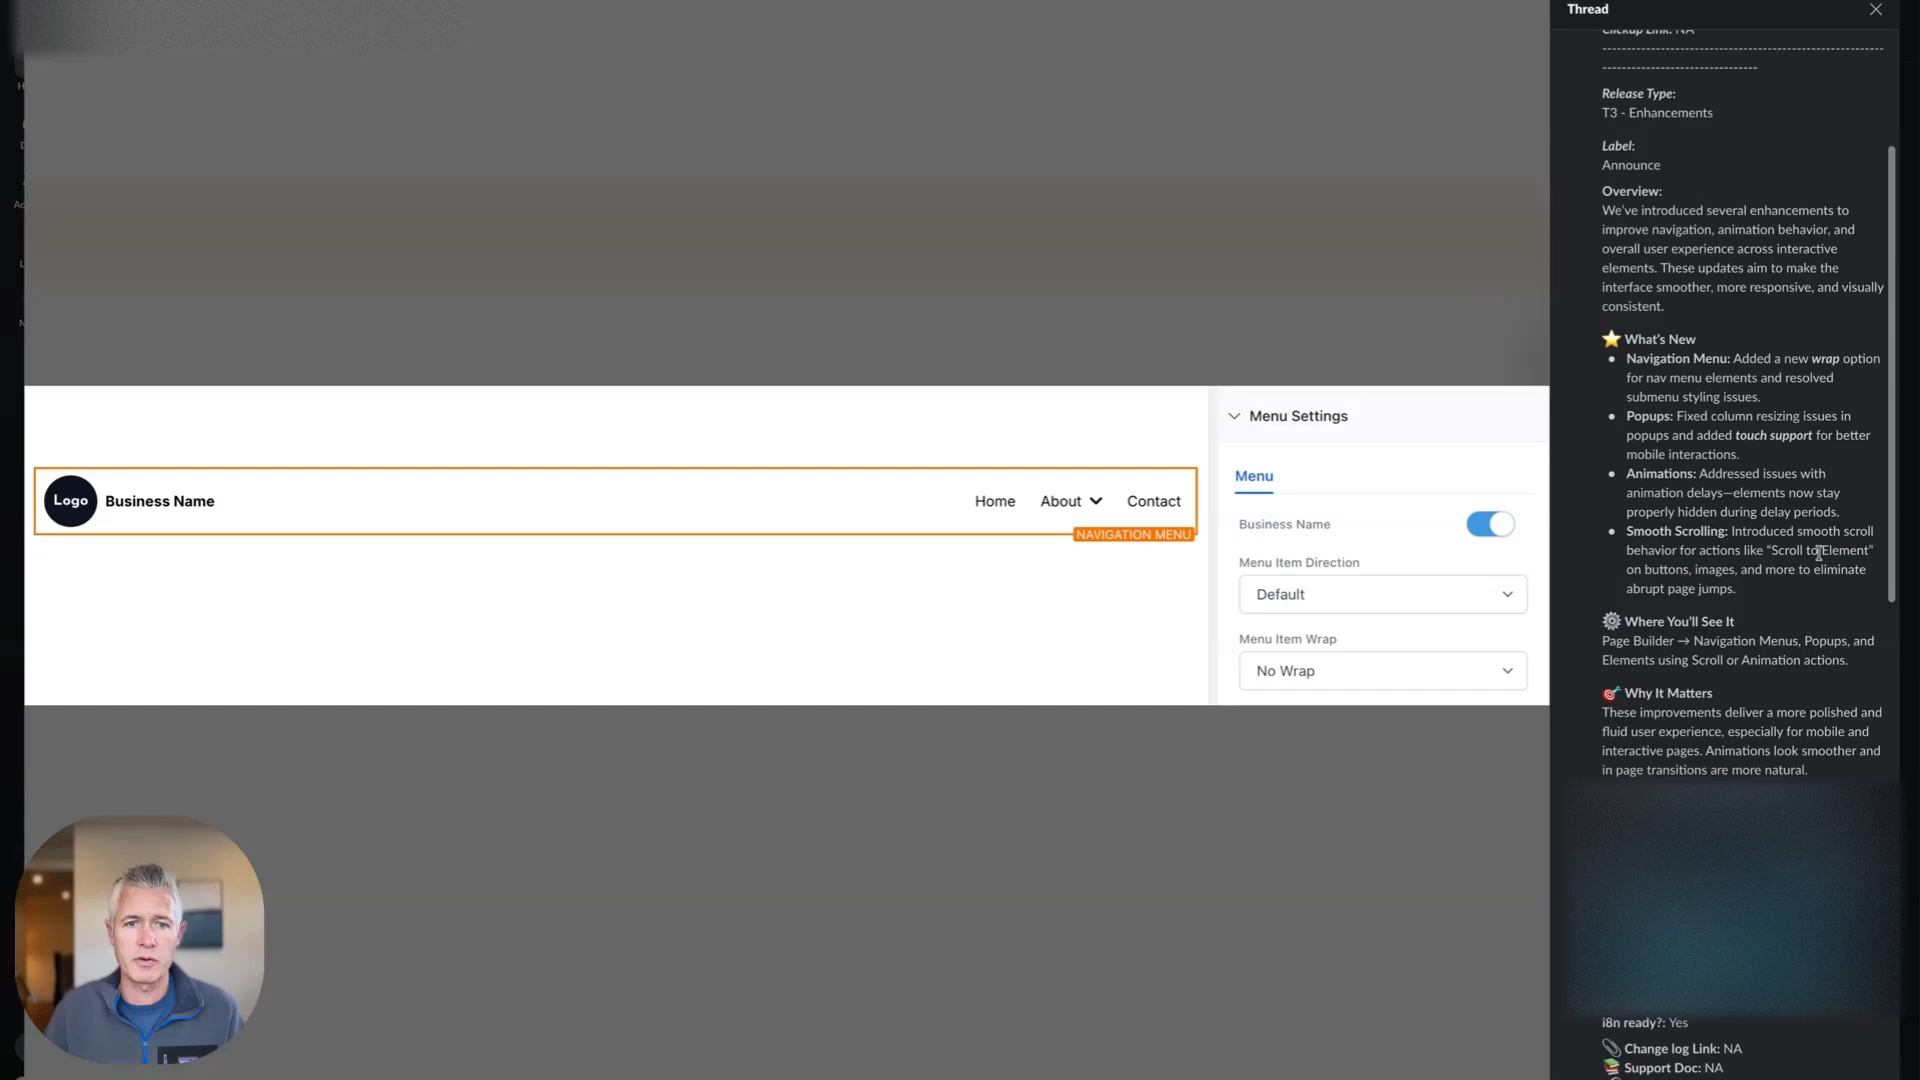 Thread
Clickup Link: NA
----------------------------------------------------------
--------------------------------
Release Type:
T3 - Enhancements
Label:
Announce
Overview:
We've introduced several enhancements to
improve navigation, animation behavior, and
overall user experience across interactive
elements. These updates aim to make the
interface smoother, more responsive, and visually
consistent.
⭐ What's New
• Navigation Menu: Added a new wrap option
for nav menu elements and resolved
submenu styling issues.
• Popups: Fixed column resizing issues in
popups and added touch support for better
mobile interactions.
• Animations: Addressed issues with
animation delays—elements now stay
properly hidden during delay periods.
• Smooth Scrolling: Introduced smooth scroll
behavior for actions like “Scroll to Element”
on buttons, images, and more to eliminate
abrupt page jumps.
⚙️ Where You'll See It
Page Builder → Navigation Menus, Popups, and
Elements using Scroll or Animation actions.
🎯 Why It Matters
These improvements deliver a more polished and
fluid user experience, especially for mobile and
interactive pages. Animations look smoother and
in page transitions are more natural.
i8n ready?: Yes
📎 Change log Link: NA
📚 Support Doc: NA
Logo
Business Name
Home
About
Contact
NAVIGATION MENU
Menu Settings
Menu
Business Name
Menu Item Direction
Default
Menu Item Wrap
No Wrap